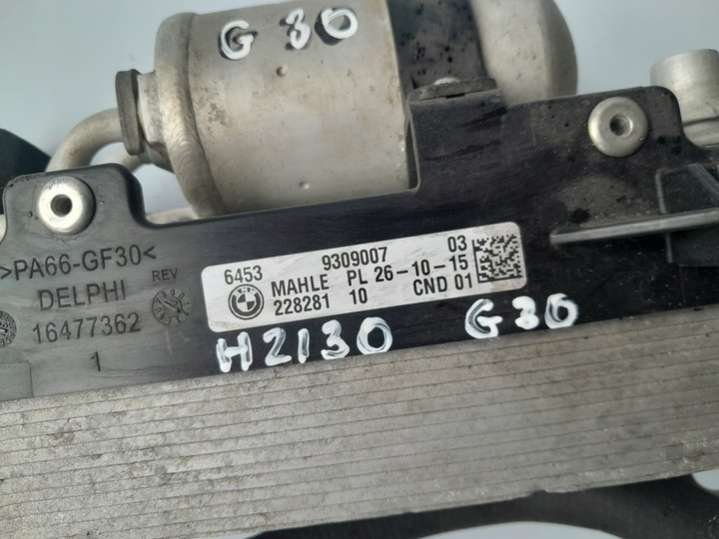 G 30
>PA66-GF30<
DELPHI
REV
16477362
1
6453 9309007 03
BMW MAHLE PL 26-10-15
228281 10 CND 01
H2130 G30